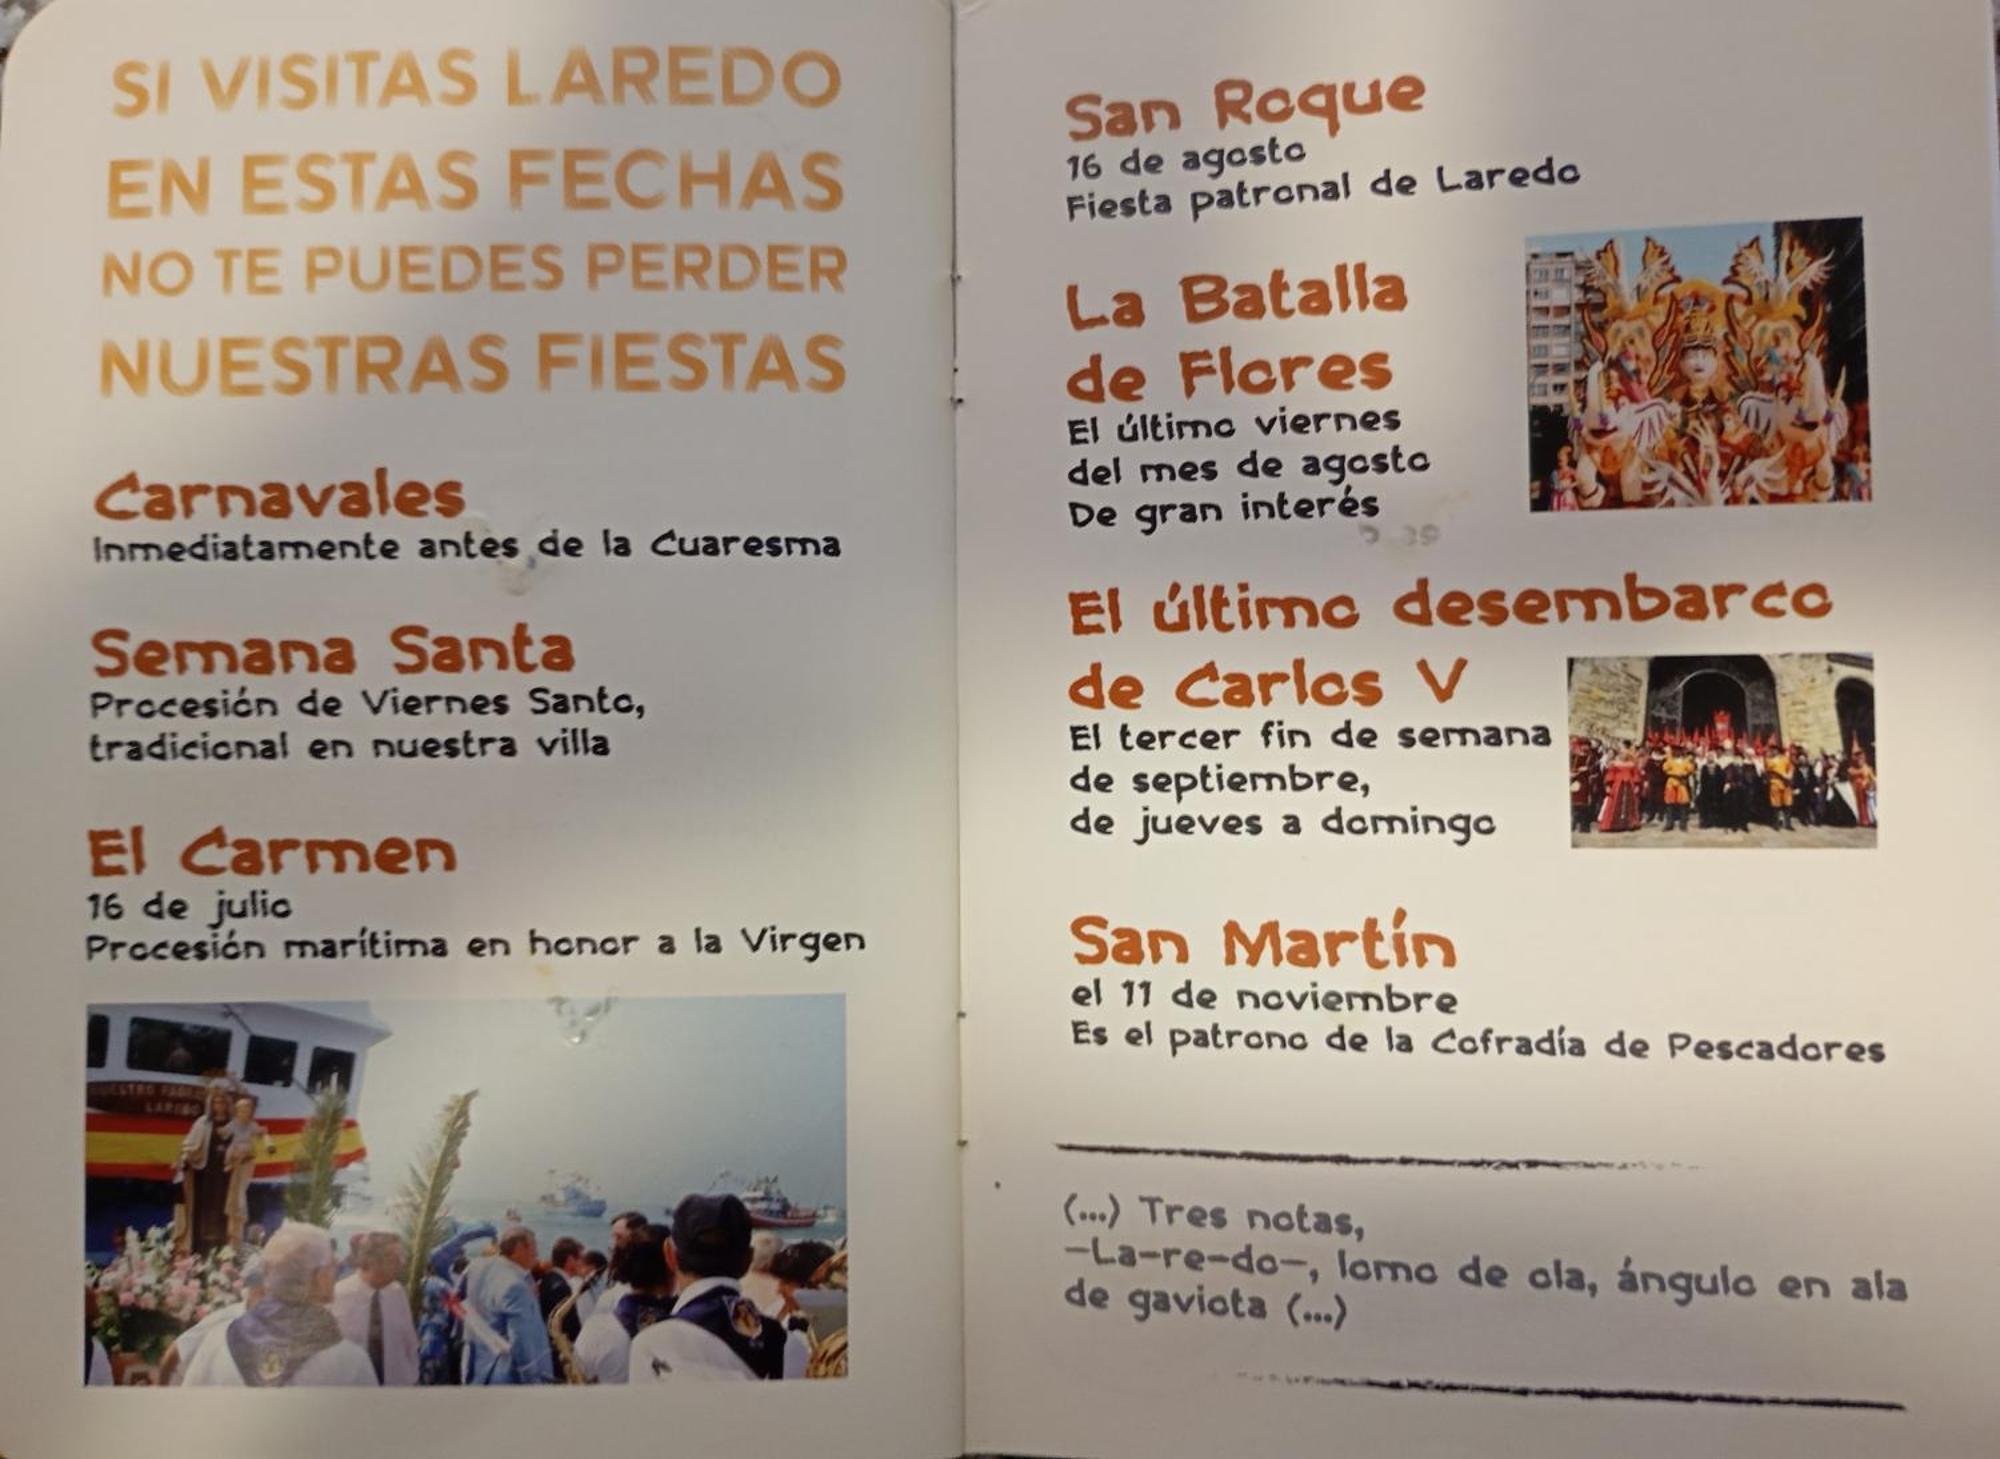 SI VISITAS LAREDO
EN ESTAS FECHAS
NO TE PUEDES PERDER
NUESTRAS FIESTAS
Carnavales
Inmediatamente antes de la Cuaresma
Semana Santa
Procesión de Viernes Santo,
tradicional en nuestra villa
El Carmen
16 de julio
Procesión marítima en honor a la Virgen
LAREDO
San Roque
16 de agosto
Fiesta patronal de Laredo
La Batalla
de Flores
El último viernes
del mes de agosto
De gran interés
El último desembarco
de Carlos V
El tercer fin de semana
de septiembre,
de jueves a domingo
San Martín
el 11 de noviembre
Es el patrono de la Cofradía de Pescadores
(...) Tres notas,
–La–re–do–, lomo de ola, ángulo en ala
de gaviota (...)